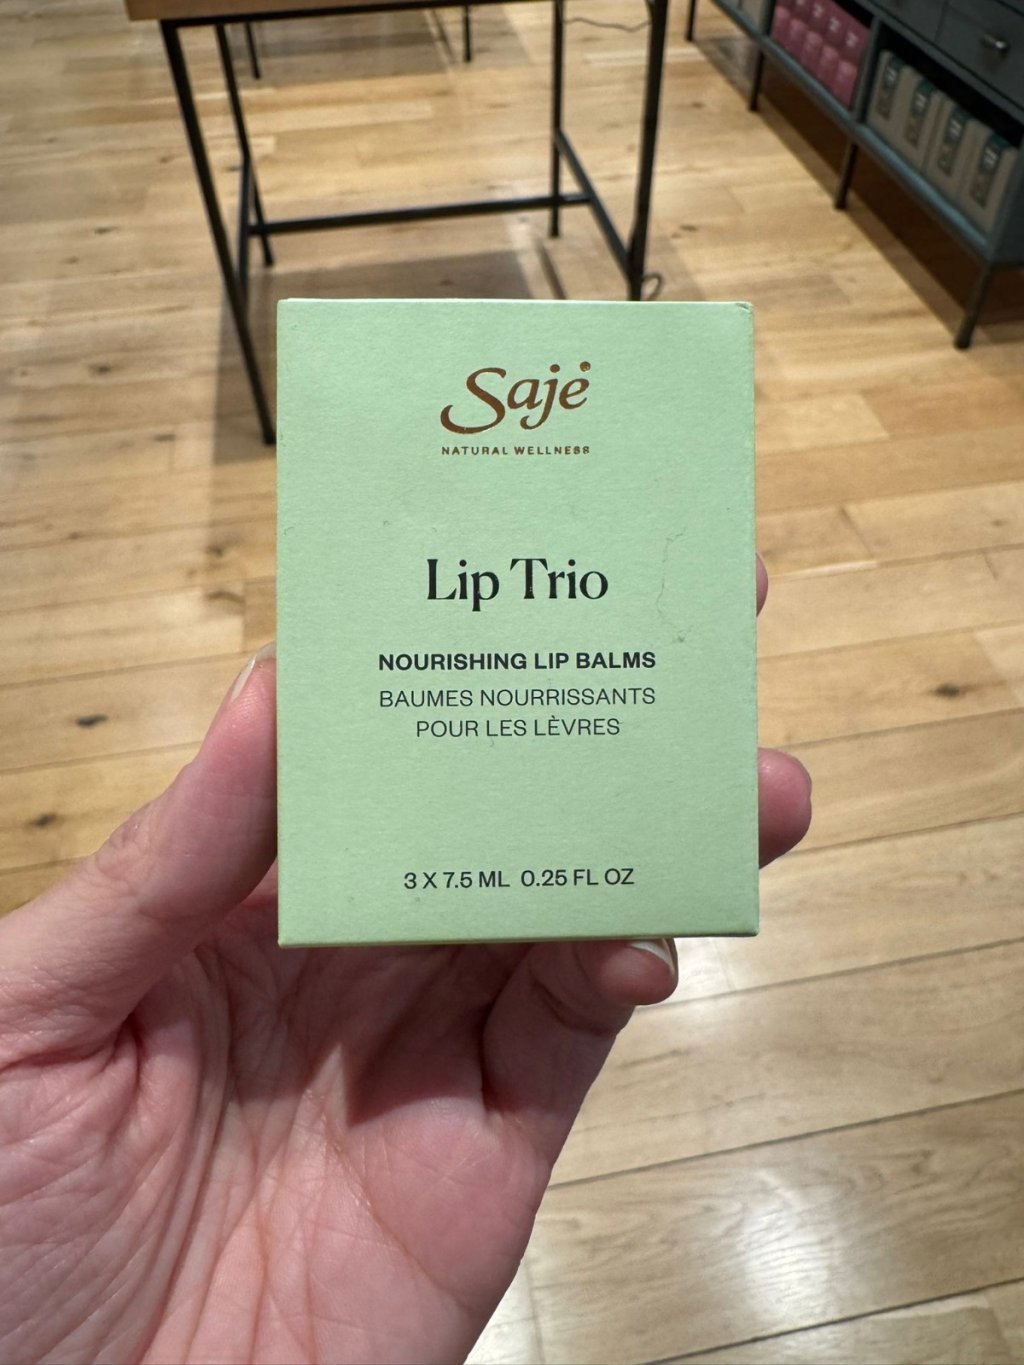 Saje
NATURAL WELLNESS
Lip Trio
NOURISHING LIP BALMS
BAUMES NOURRISSANTS
POUR LES LÈVRES
3 X 7.5 ML 0.25 FL OZ